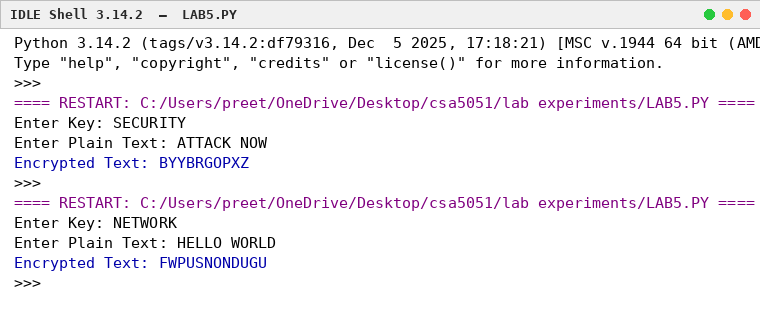 IDLE Shell 3.14.2 — LAB5.PY
Python 3.14.2 (tags/v3.14.2:df79316, Dec  5 2025, 17:18:21) [MSC v.1944 64 bit (AMD
Type "help", "copyright", "credits" or "license()" for more information.
>>>
==== RESTART: C:/Users/preet/OneDrive/Desktop/csa5051/lab experiments/LAB5.PY ====
Enter Key: SECURITY
Enter Plain Text: ATTACK NOW
Encrypted Text: BYYBRGOPXZ
>>>
==== RESTART: C:/Users/preet/OneDrive/Desktop/csa5051/lab experiments/LAB5.PY ====
Enter Key: NETWORK
Enter Plain Text: HELLO WORLD
Encrypted Text: FWPUSNONDUGU
>>>